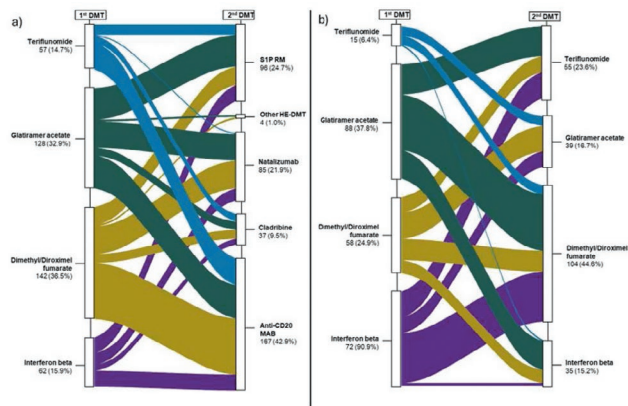 a)
1st DMT
2nd DMT
Teriflunomide
57 (14.7%)
Glatiramer acetate
128 (32.9%)
Dimethyl/Diroximel
fumarate
142 (36.5%)
Interferon beta
62 (15.9%)
S1P RM
96 (24.7%)
Other HE-DMT
4 (1.0%)
Natalizumab
85 (21.9%)
Cladribine
37 (9.5%)
Anti-CD20
MAB
167 (42.9%)
b)
1st DMT
2nd DMT
Teriflunomide
15 (6.4%)
Glatiramer acetate
88 (37.8%)
Dimethyl/Diroximel
fumarate
58 (24.9%)
Interferon beta
72 (90.9%)
Teriflunomide
55 (23.6%)
Glatiramer acetate
39 (16.7%)
Dimethyl/Diroximel
fumarate
104 (44.6%)
Interferon beta
35 (15.2%)